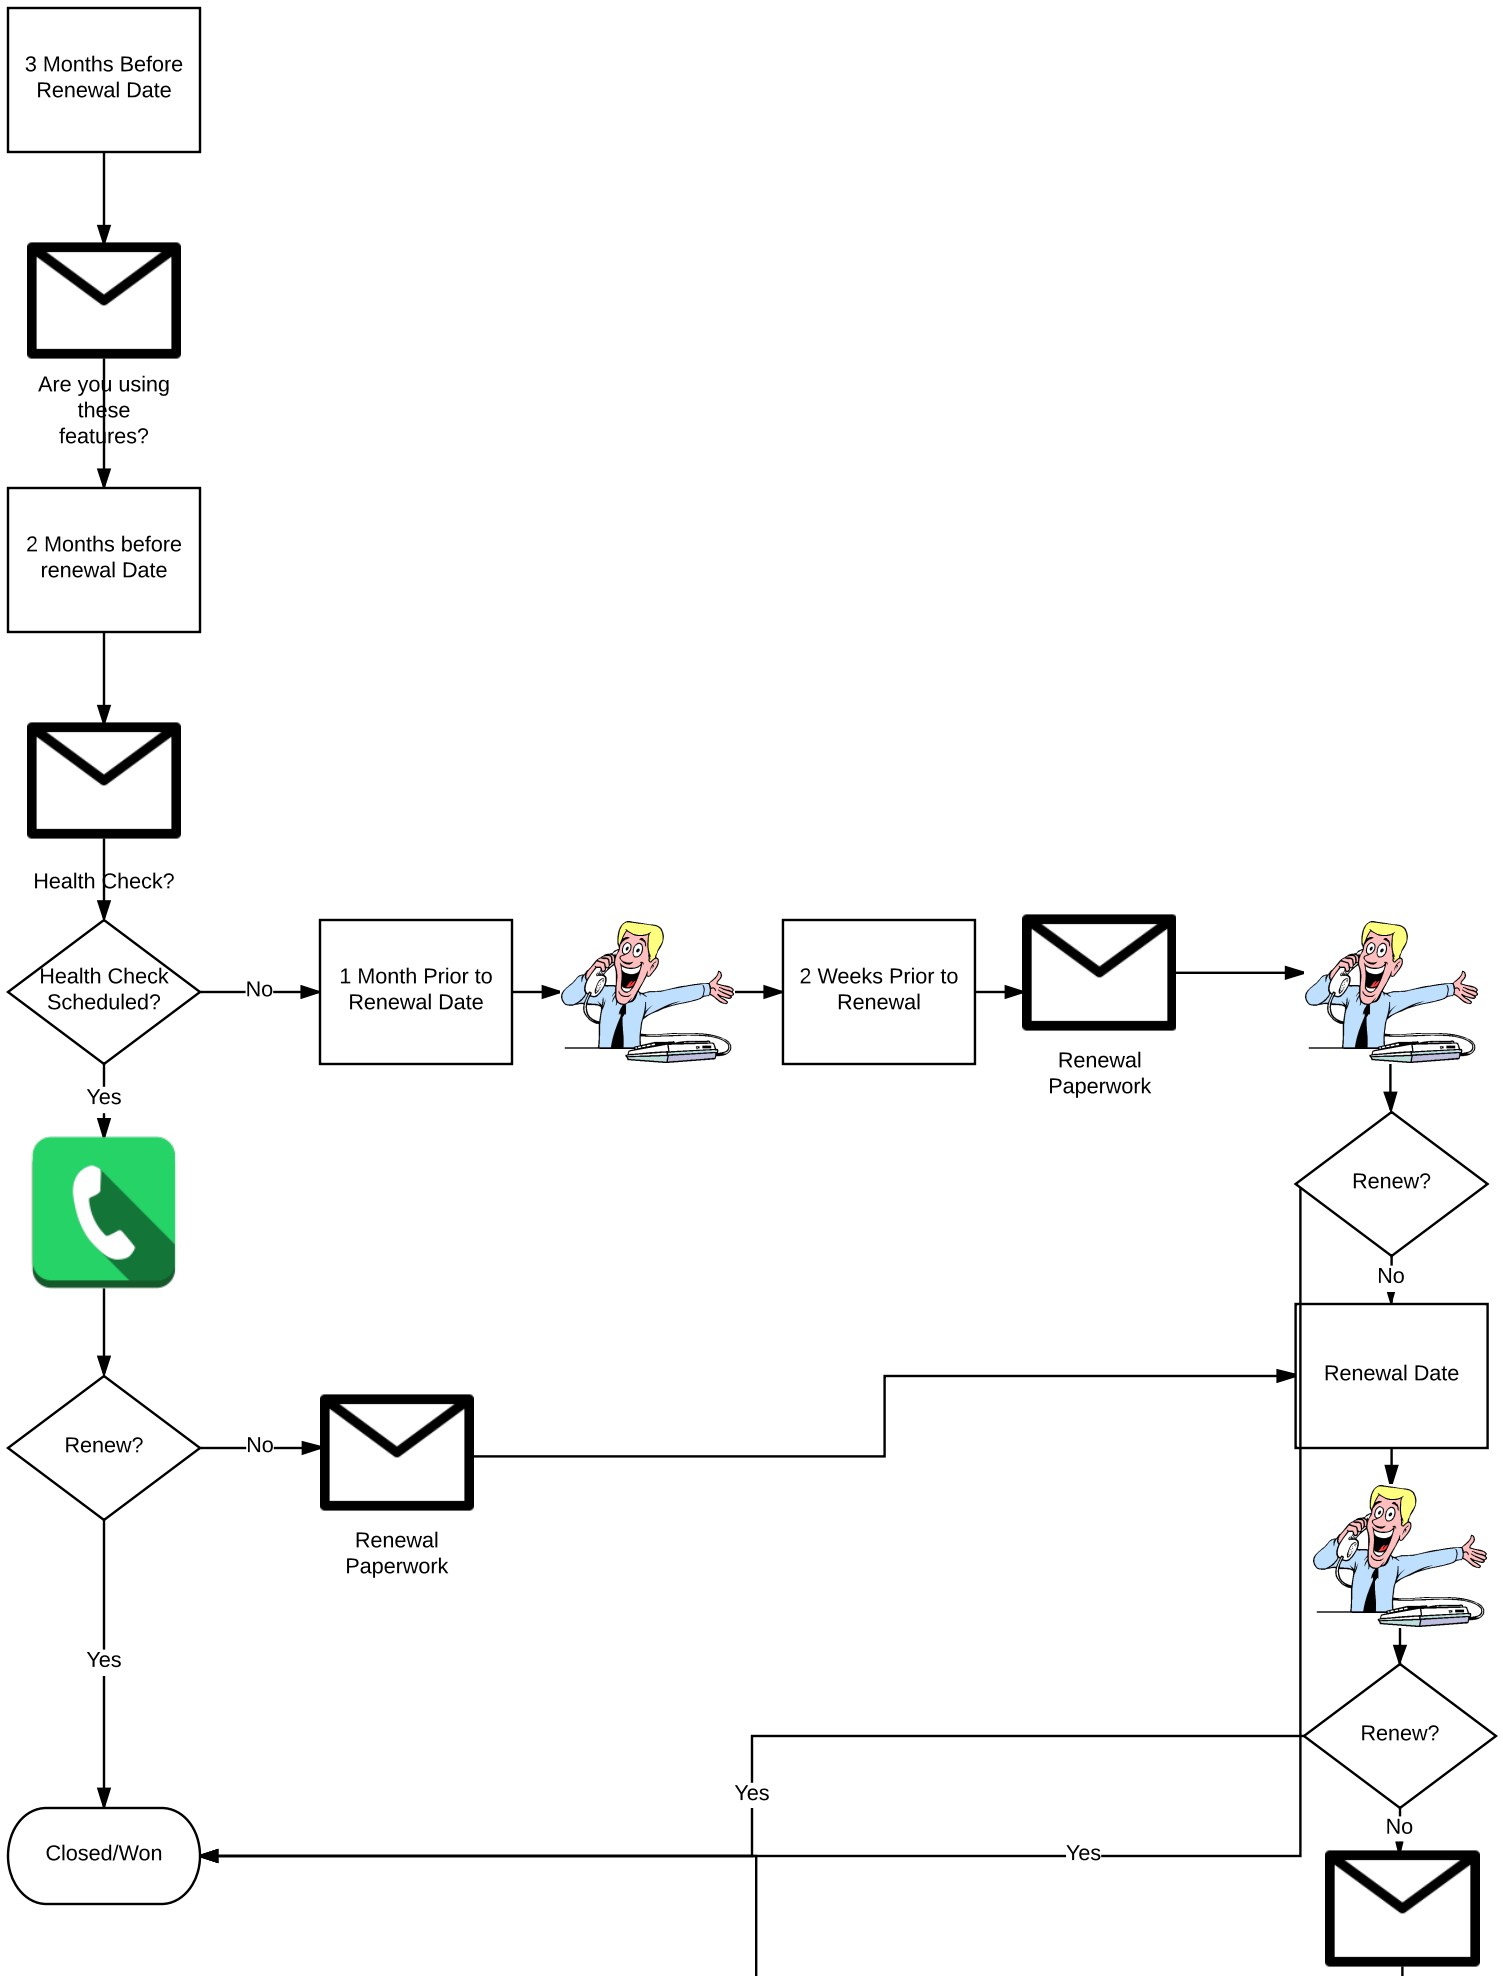 3 Months Before
Renewal Date
Are you using
these
features?
2 Months before
renewal Date
Health Check?
Health Check
Scheduled?
No
1 Month Prior to
Renewal Date
2 Weeks Prior to
Renewal
Renewal
Paperwork
Yes
Renew?
No
Renewal Date
Renew?
No
Renewal
Paperwork
Yes
Renew?
Yes
No
Closed/Won
Yes